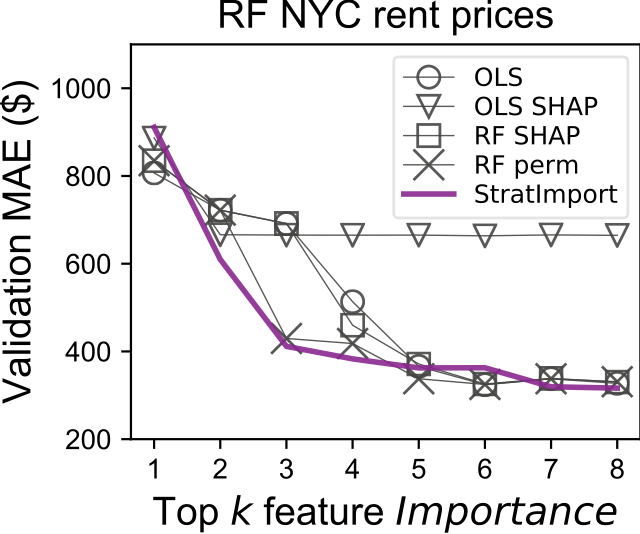 RF NYC rent prices
Validation MAE ($)
1000
800
600
400
200
OLS
OLS SHAP
RF SHAP
RF perm
StratImport
1 2 3 4 5 6 7 8
Top k feature Importance